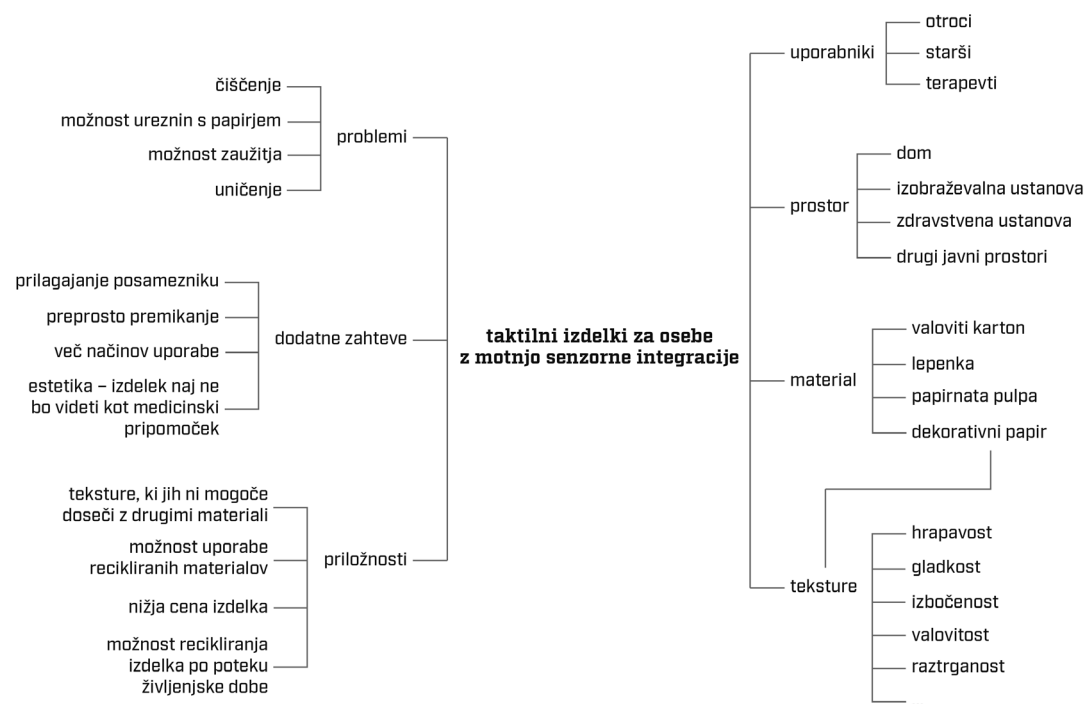 čiščenje
možnost ureznin s papirjem
možnost zaužitja
uničenje
problemi
prilagajanje posamezniku
preprosto premikanje
več načinov uporabe
estetika – izdelek naj ne
bo videti kot medicinski
pripomoček
dodatne zahteve
teksture, ki jih ni mogoče
doseči z drugimi materiali
možnost uporabe
recikliranih materialov
nižja cena izdelka
možnost recikliranja
izdelka po poteku
življenjske dobe
priložnosti
taktilni izdelki za osebe
z motnjo senzorne integracije
uporabniki
otroci
starši
terapevti
prostor
dom
izobraževalna ustanova
zdravstvena ustanova
drugi javni prostori
material
valoviti karton
lepenka
papirnata pulpa
dekorativni papir
teksture
hrapavost
gladkost
izbočenost
valovitost
raztrganost